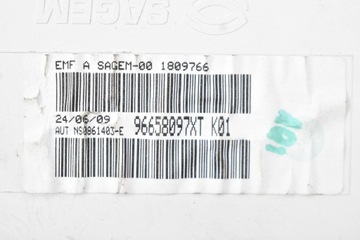 SAGEM
EMF A SAGEM-00 1809766
24/06/09
AUT NS0861403-E 96658097XT K01